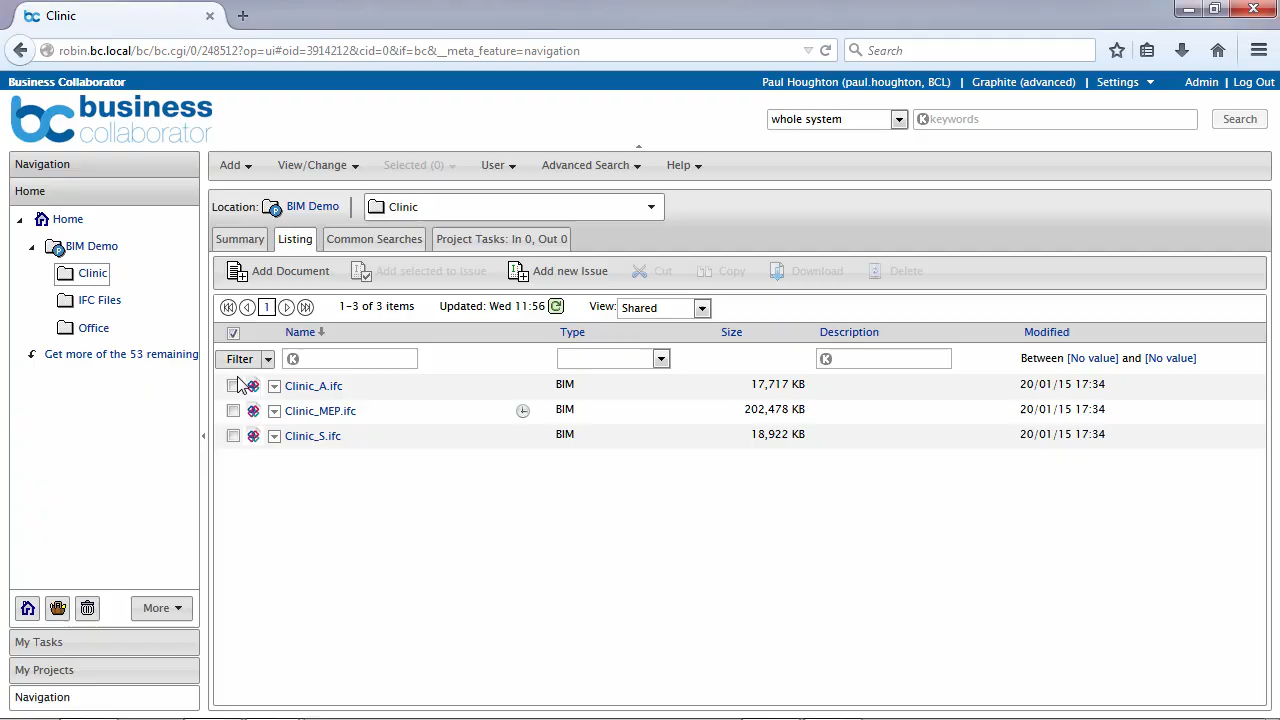 Clinic
robin.bc.local/bc/bc.cgi/0/248512?op=ui#oid=3914212&cid=0&if=bc&__meta_feature=navigation
Search
Business Collaborator
Paul Houghton (paul.houghton, BCL) | Graphite (advanced) | Settings
Admin | Log Out
bc business collaborator
whole system
keywords
Search
Navigation
Add
View/Change
Selected (0)
User
Advanced Search
Help
Home
Location: BIM Demo
Clinic
Home
BIM Demo
Clinic
IFC Files
Office
Get more of the 53 remaining
Summary
Listing
Common Searches
Project Tasks: In 0, Out 0
Add Document
Add selected to Issue
Add new Issue
Cut
Copy
Download
Delete
1
1-3 of 3 items
Updated: Wed 11:56
View: Shared
Name Type Size Description Modified
Filter
Between [No value] and [No value]
Clinic_A.ifc BIM 17,717 KB 20/01/15 17:34
Clinic_MEP.ifc BIM 202,478 KB 20/01/15 17:34
Clinic_S.ifc BIM 18,922 KB 20/01/15 17:34
More
My Tasks
My Projects
Navigation